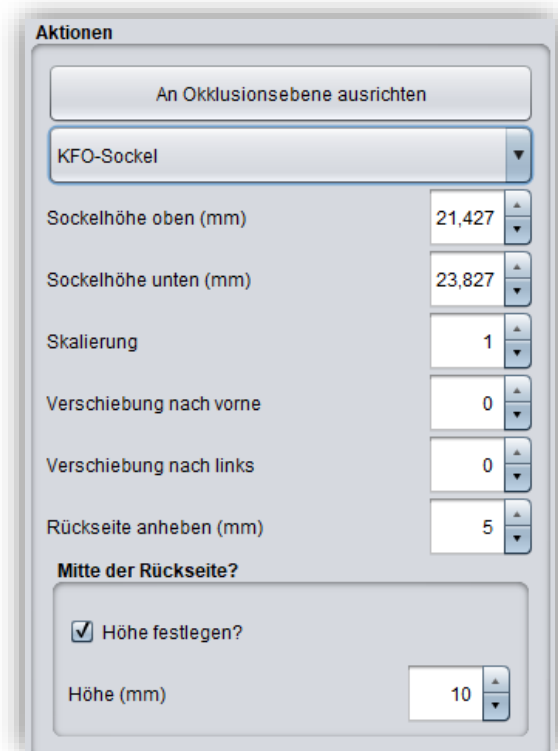 Aktionen
An Okklusionsebene ausrichten
KFO-Sockel
Sockelhöhe oben (mm) 21,427
Sockelhöhe unten (mm) 23,827
Skalierung 1
Verschiebung nach vorne 0
Verschiebung nach links 0
Rückseite anheben (mm) 5
Mitte der Rückseite?
Höhe festlegen?
Höhe (mm) 10